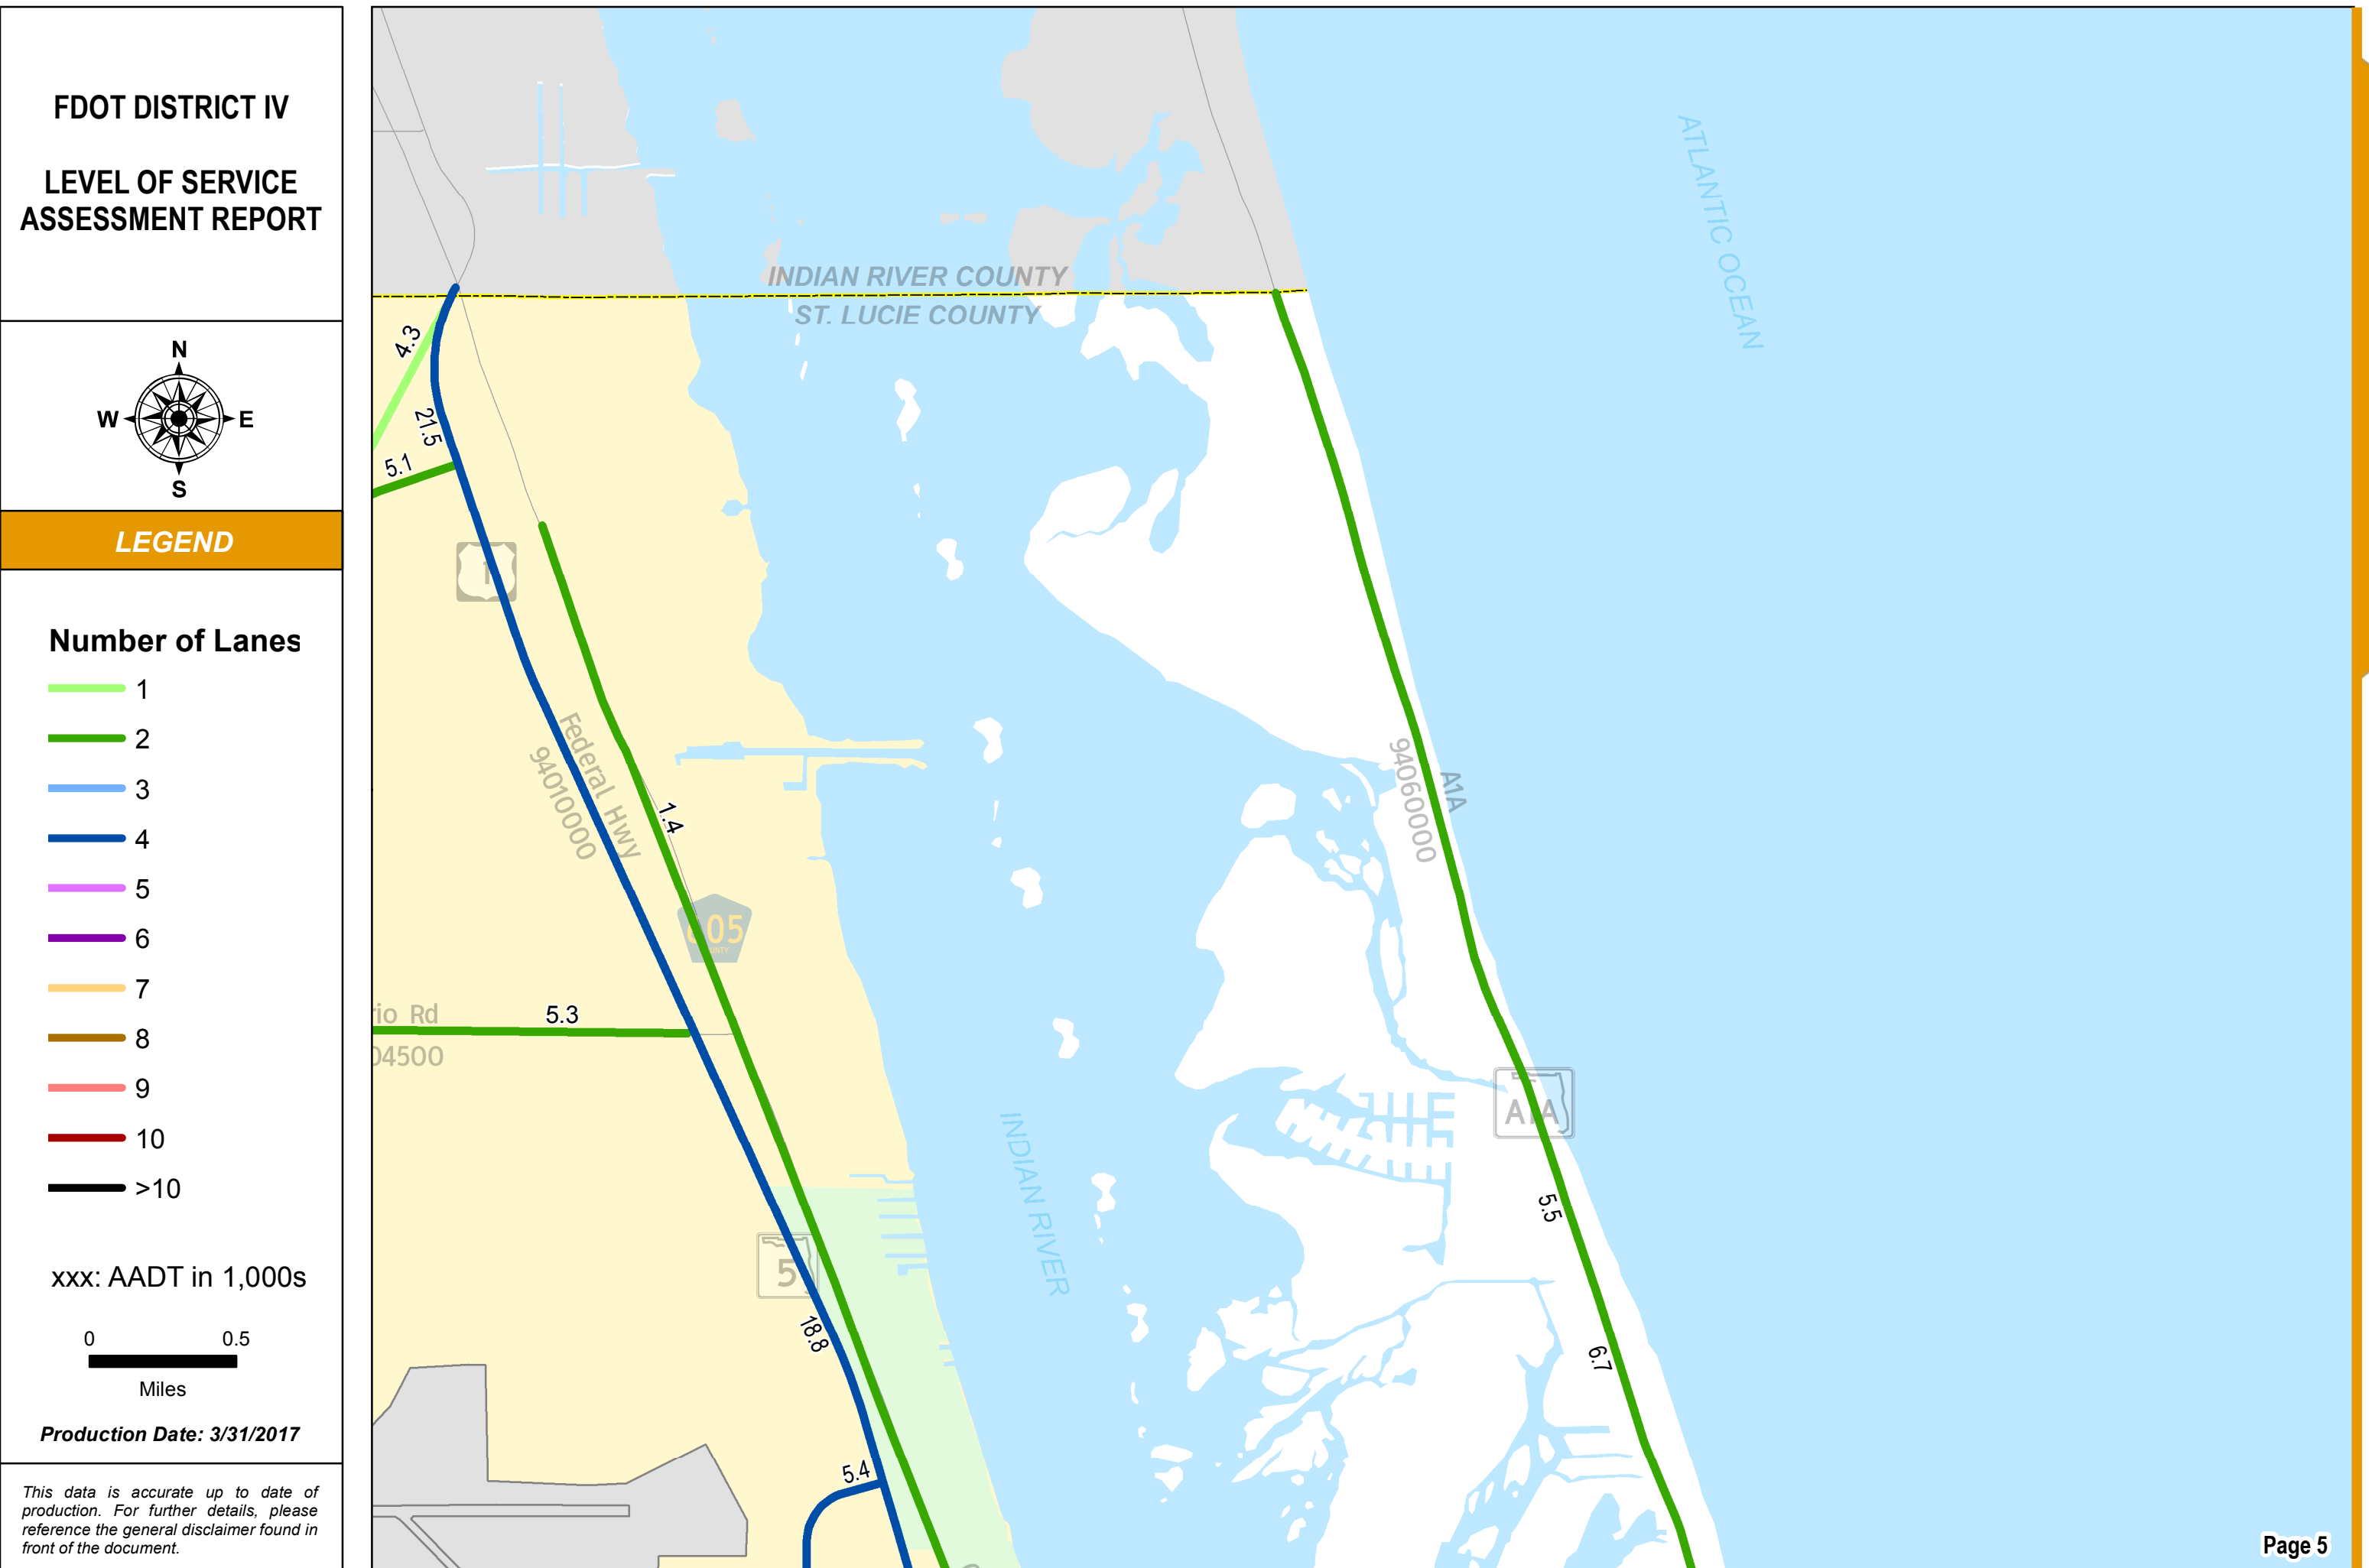 FDOT DISTRICT IV
LEVEL OF SERVICE
ASSESSMENT REPORT
N
W
E
S
LEGEND
Number of Lanes
1
2
3
4
5
6
7
8
9
10
>10
xxx: AADT in 1,000s
0
0.5
Miles
Production Date: 3/31/2017
This data is accurate up to date of
production. For further details, please
reference the general disclaimer found in
front of the document.
INDIAN RIVER COUNTY
ST. LUCIE COUNTY
ATLANTIC OCEAN
4.3
21.5
5.1
1
Federal Hwy
94010000
1.4
A1A
94060000
605
rio Rd
5.3
04500
A1A
INDIAN RIVER
5.5
5
18.8
6.7
5.4
Page 5